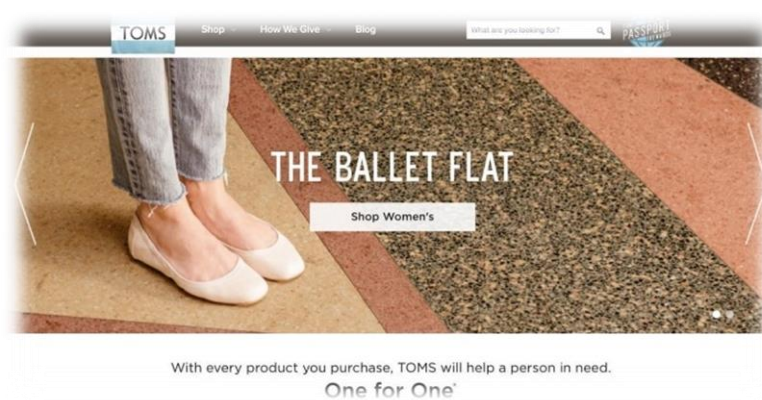 TOMS
Shop
How We Give
Blog
What are you looking for?
PASSPORT
REWARDS
THE BALLET FLAT
Shop Women's
With every product you purchase, TOMS will help a person in need.
One for One®